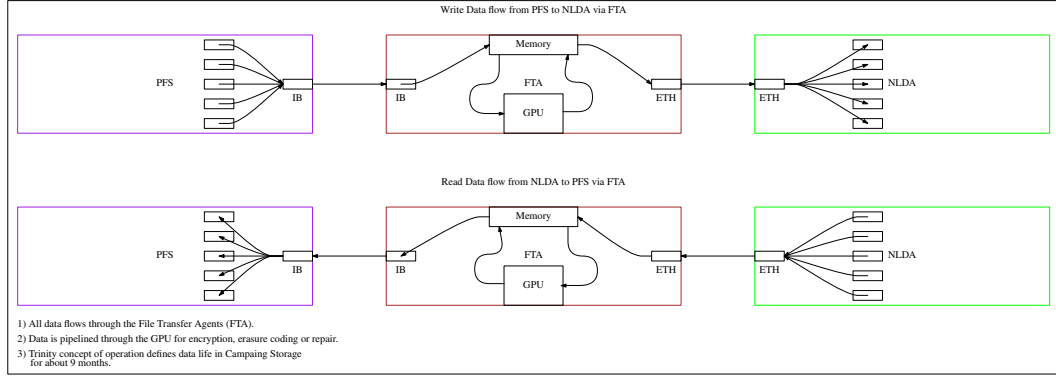 Write Data flow from PFS to NLDA via FTA
Memory
PFS
FTA
NLDA
IB
IB
GPU
ETH
ETH
Read Data flow from NLDA to PFS via FTA
Memory
PFS
FTA
NLDA
IB
IB
GPU
ETH
ETH
1) All data flows through the File Transfer Agents (FTA).
2) Data is pipelined through the GPU for encryption, erasure coding or repair.
3) Trinity concept of operation defines data life in Campaing Storage
for about 9 months.